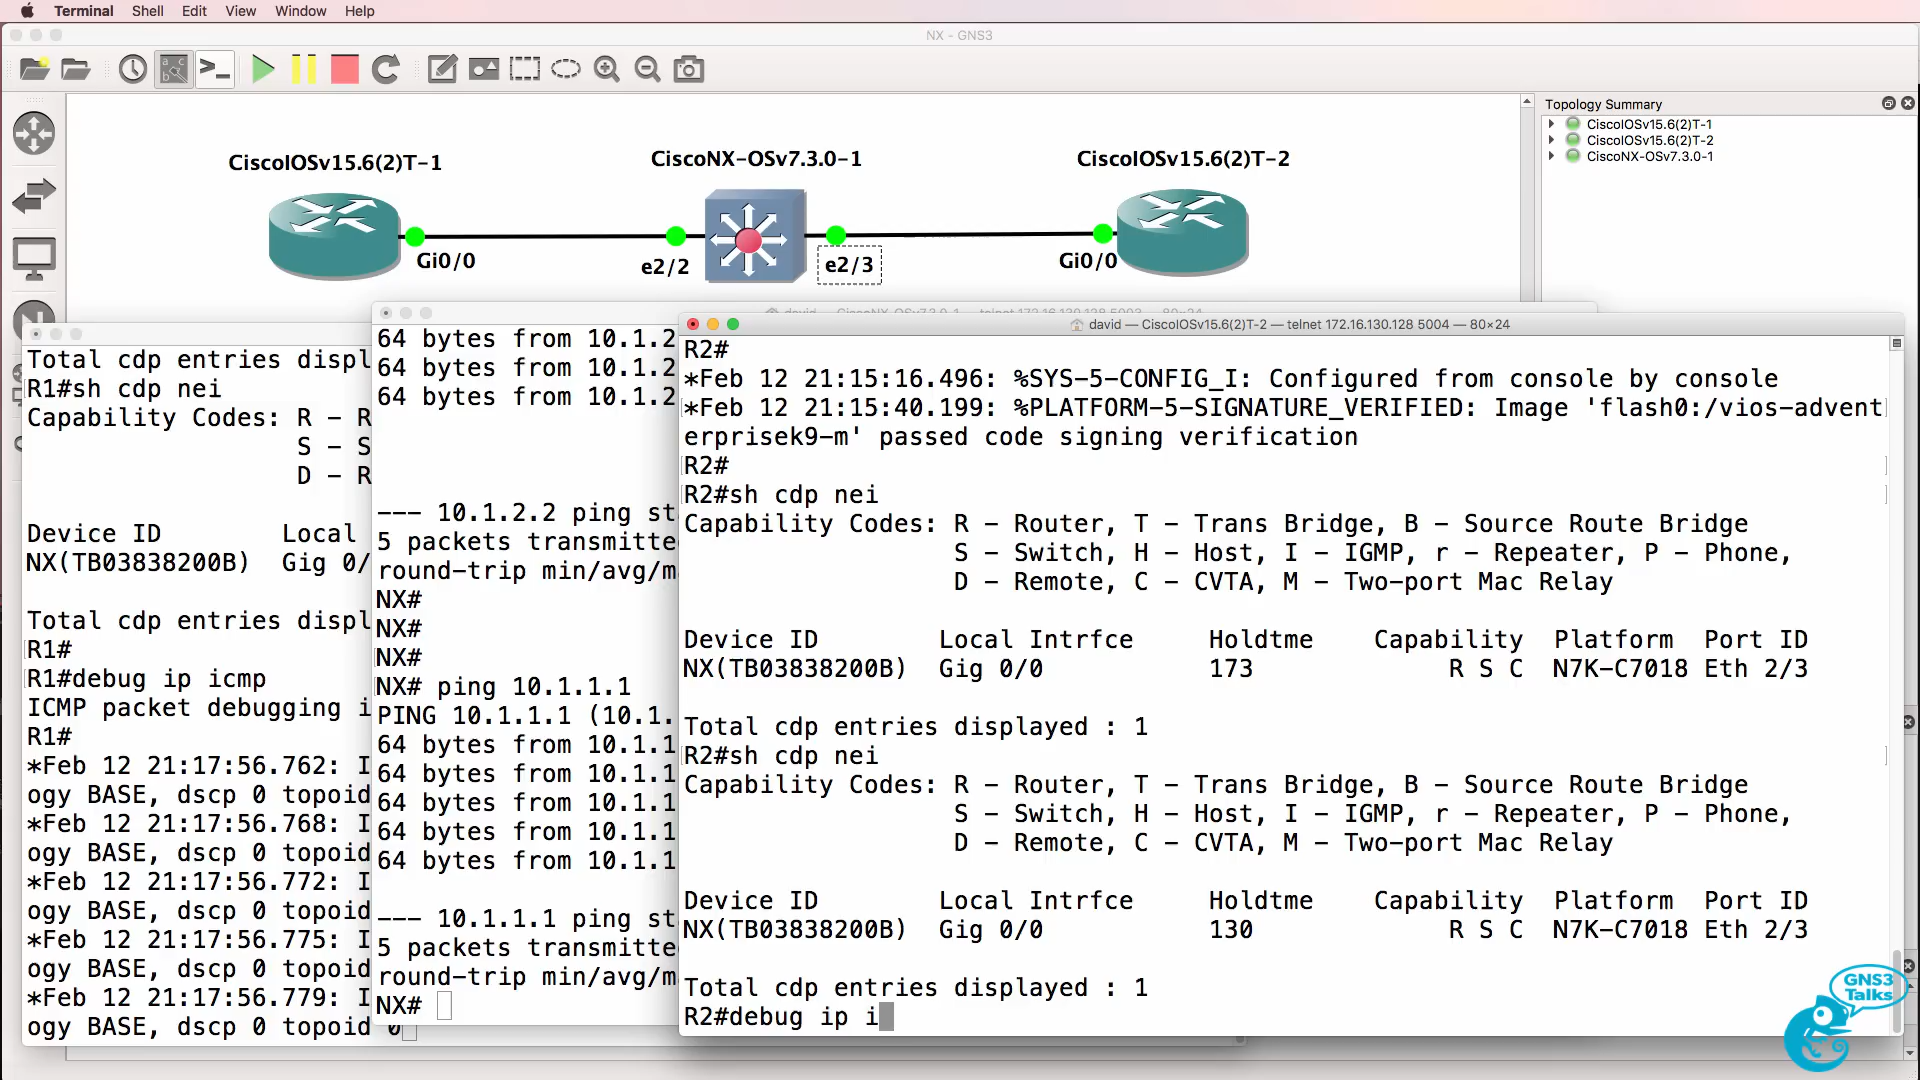 Terminal Shell Edit View Window Help
NX - GNS3
Topology Summary
CiscoIOSv15.6(2)T-1
CiscoIOSv15.6(2)T-2
CiscoNX-OSv7.3.0-1
CiscoIOSv15.6(2)T-1
CiscoNX-OSv7.3.0-1
CiscoIOSv15.6(2)T-2
Gi0/0
e2/2
e2/3
Gi0/0
Total cdp entries displ
R1#sh cdp nei
Capability Codes: R - R
S - S
D - R
Device ID Local
NX(TB03838200B) Gig 0/
Total cdp entries displ
R1#
R1#debug ip icmp
ICMP packet debugging i
R1#
*Feb 12 21:17:56.762: I
ogy BASE, dscp 0 topoid
*Feb 12 21:17:56.768: I
ogy BASE, dscp 0 topoid
*Feb 12 21:17:56.772: I
ogy BASE, dscp 0 topoid
*Feb 12 21:17:56.775: I
ogy BASE, dscp 0 topoid
*Feb 12 21:17:56.779: I
ogy BASE, dscp 0 topoid 0
64 bytes from 10.1.2
64 bytes from 10.1.2
64 bytes from 10.1.2
--- 10.1.2.2 ping st
5 packets transmitte
round-trip min/avg/m
NX#
NX#
NX#
NX# ping 10.1.1.1
PING 10.1.1.1 (10.1.
64 bytes from 10.1.1
64 bytes from 10.1.1
64 bytes from 10.1.1
64 bytes from 10.1.1
64 bytes from 10.1.1
--- 10.1.1.1 ping st
5 packets transmitte
round-trip min/avg/m
NX#
david — CiscoIOSv15.6(2)T-2 — telnet 172.16.130.128 5004 — 80×24
R2#
*Feb 12 21:15:16.496: %SYS-5-CONFIG_I: Configured from console by console
*Feb 12 21:15:40.199: %PLATFORM-5-SIGNATURE_VERIFIED: Image 'flash0:/vios-advent
erprisek9-m' passed code signing verification
R2#
R2#sh cdp nei
Capability Codes: R - Router, T - Trans Bridge, B - Source Route Bridge
S - Switch, H - Host, I - IGMP, r - Repeater, P - Phone,
D - Remote, C - CVTA, M - Two-port Mac Relay
Device ID Local Intrfce Holdtme Capability Platform Port ID
NX(TB03838200B) Gig 0/0 173 R S C N7K-C7018 Eth 2/3
Total cdp entries displayed : 1
R2#sh cdp nei
Capability Codes: R - Router, T - Trans Bridge, B - Source Route Bridge
S - Switch, H - Host, I - IGMP, r - Repeater, P - Phone,
D - Remote, C - CVTA, M - Two-port Mac Relay
Device ID Local Intrfce Holdtme Capability Platform Port ID
NX(TB03838200B) Gig 0/0 130 R S C N7K-C7018 Eth 2/3
Total cdp entries displayed : 1
R2#debug ip i
GNS3
Talks